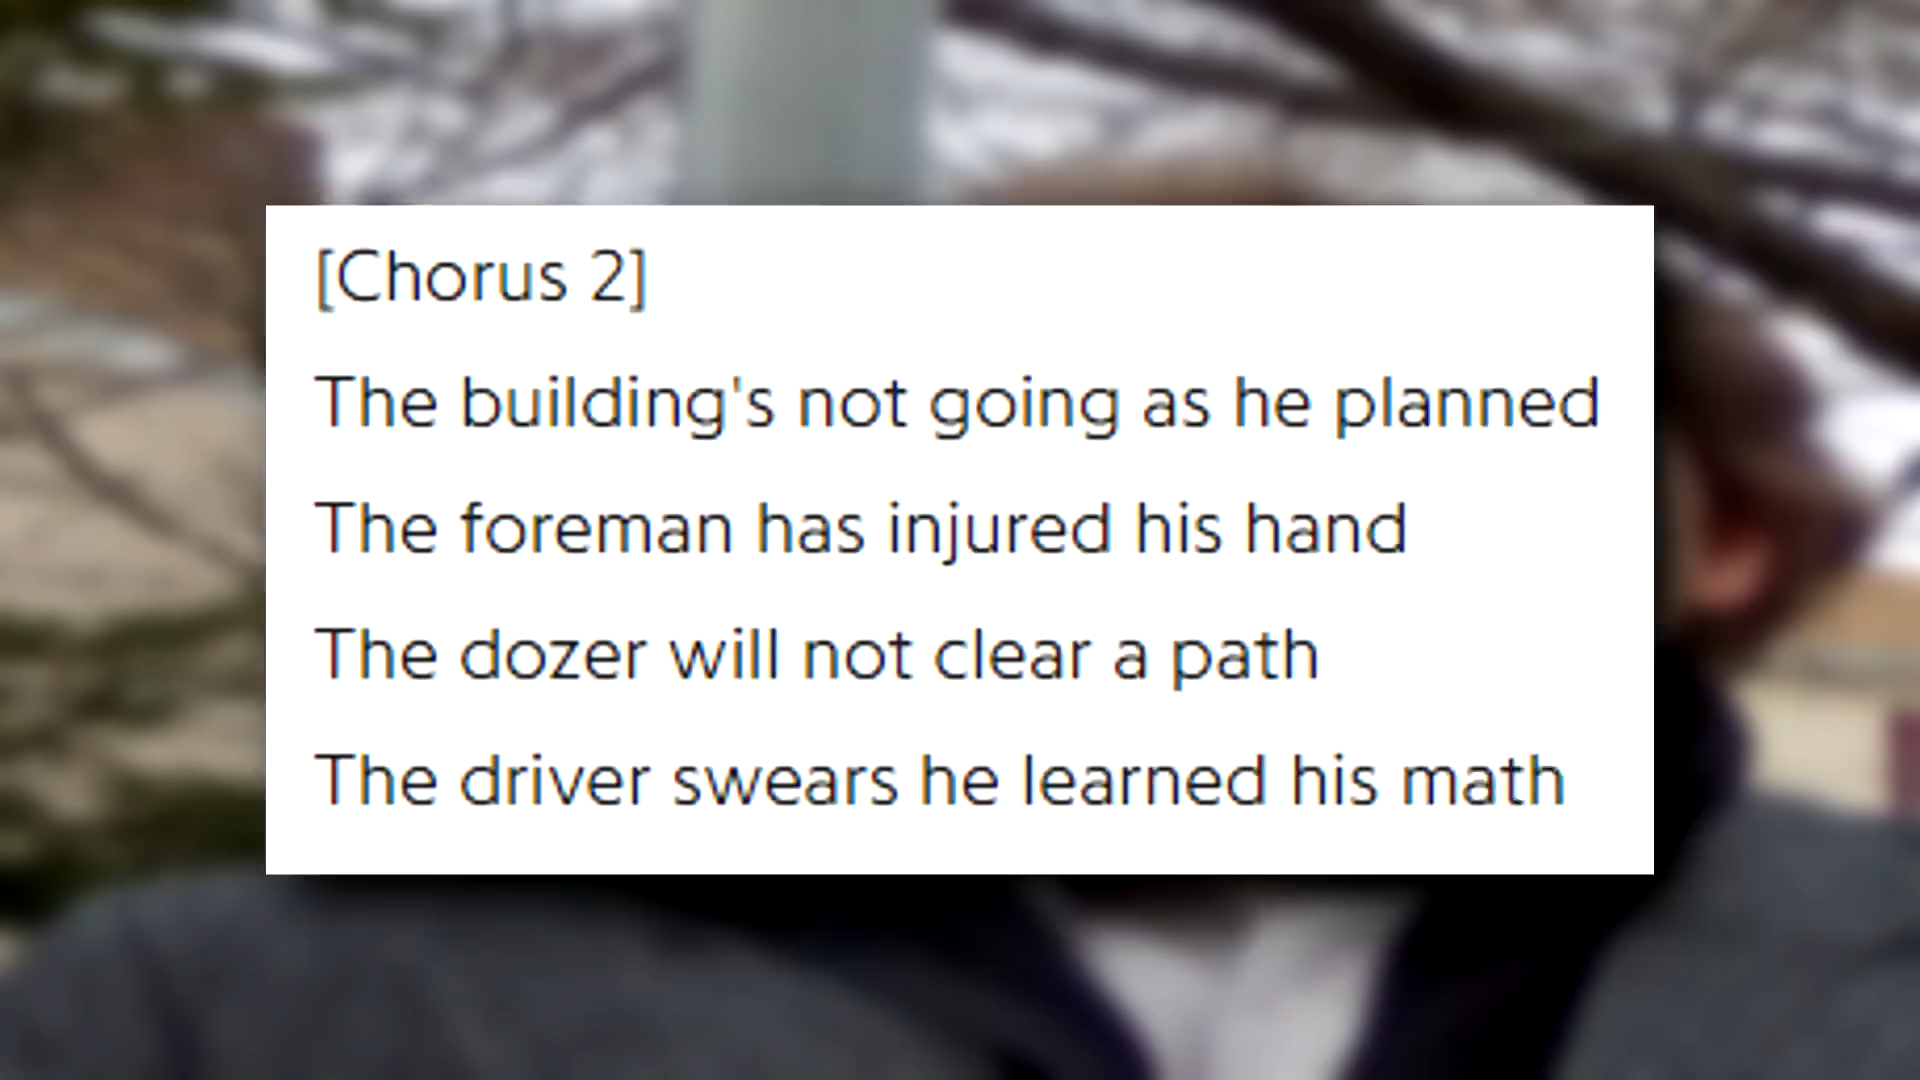 [Chorus 2]
The building's not going as he planned
The foreman has injured his hand
The dozer will not clear a path
The driver swears he learned his math